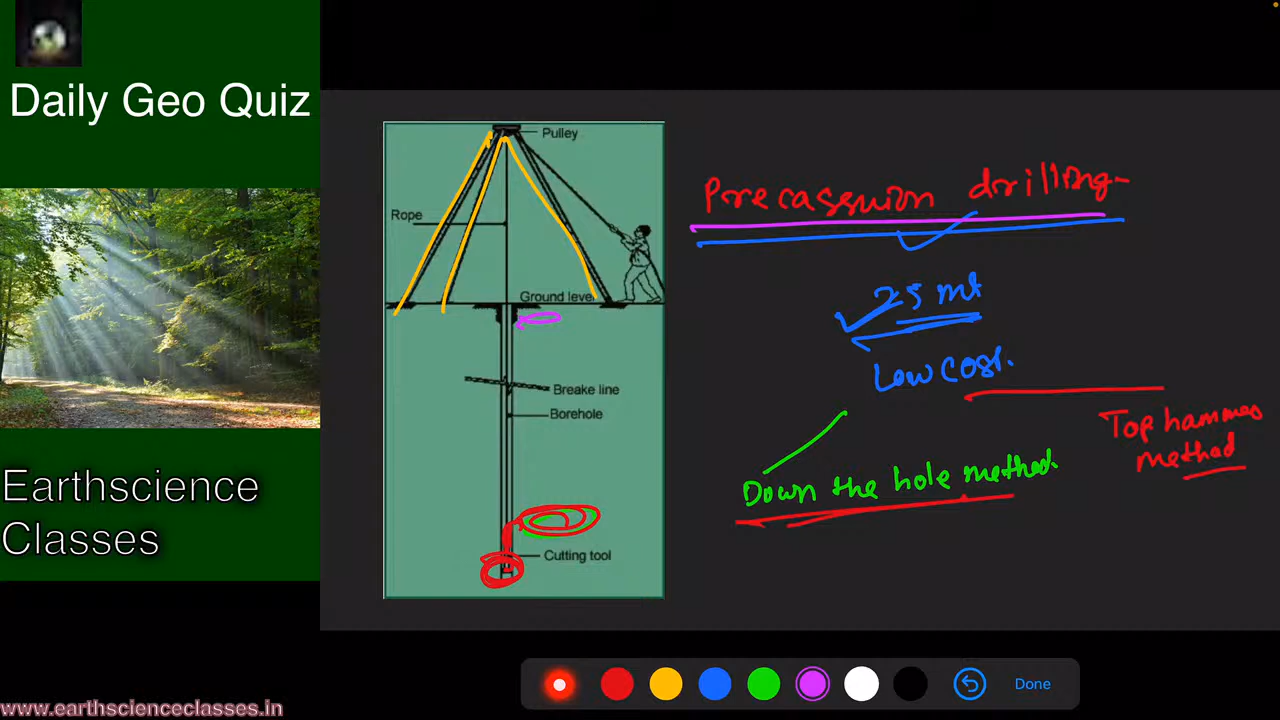 Daily Geo Quiz
Earthscience
Classes
www.earthscienceclasses.in
Pulley
Rope
Ground level
Breake line
Borehole
Cutting tool
Precassuion drilling-
25 mt
Low cost.
Top hammer
method
Down the hole method.
Done